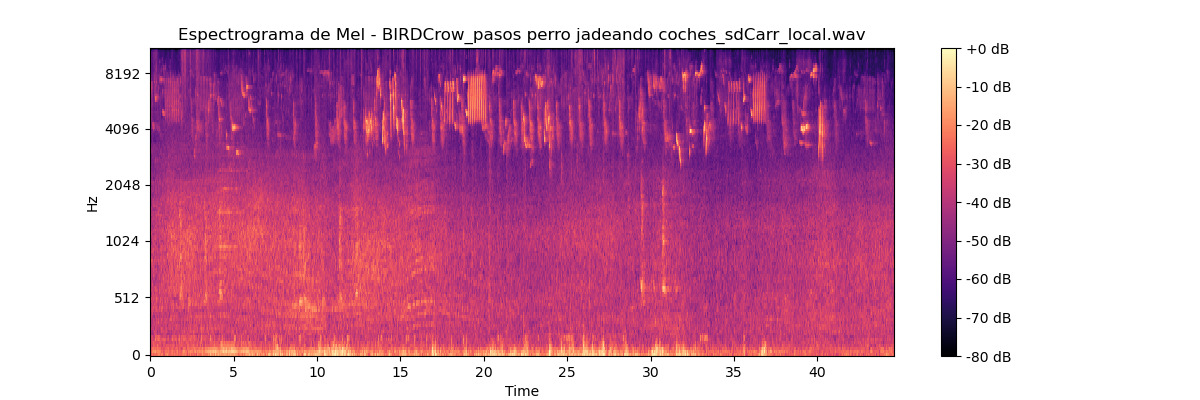 Espectrograma de Mel - BIRDCrow_pasos perro jadeando coches_sdCarr_local.wav
8192
4096
2048
1024
512
0
Hz
0 5 10 15 20 25 30 35 40
Time
+0 dB
-10 dB
-20 dB
-30 dB
-40 dB
-50 dB
-60 dB
-70 dB
-80 dB